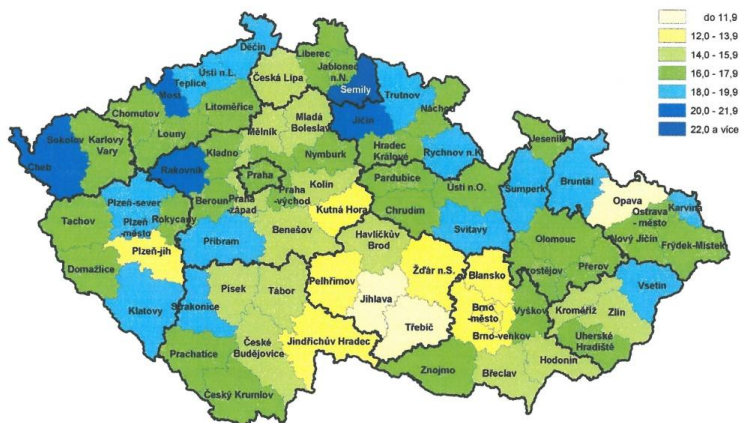 do 11,9
12,0 - 13,9
14,0 - 15,9
16,0 - 17,9
18,0 - 19,9
20,0 - 21,9
22,0 a více
Děčín
Liberec
Ústí n.L.
Teplice
Most
Česká Lípa
Jablonec
n.N.
Semily
Trutnov
Chomutov
Litoměřice
Louny
Mělník
Mladá
Boleslav
Jičín
Náchod
Sokolov
Karlovy
Vary
Cheb
Rakovník
Kladno
Praha
Nymburk
Hradec
Králové
Rychnov n.K.
Jeseník
Beroun
Praha
-západ
Praha
-východ
Kolín
Pardubice
Ústí n.O.
Šumperk
Bruntál
Opava
Ostrava -
město
Karviná
Plzeň-sever
Plzeň
-město
Rokycany
Tachov
Kutná Hora
Chrudim
Příbram
Benešov
Svitavy
Nový Jičín
Frýdek-Místek
Plzeň-jih
Domažlice
Havlíčkův
Brod
Olomouc
Prostějov
Přerov
Klatovy
Strakonice
Písek
Tábor
Pelhřimov
Jihlava
Žďár n.S.
Blansko
Brno
-město
Brno-venkov
Vyškov
Kroměříž
Zlín
Vsetín
Třebíč
Prachatice
České
Budějovice
Jindřichův Hradec
Uherské
Hradiště
Hodonín
Český Krumlov
Znojmo
Břeclav